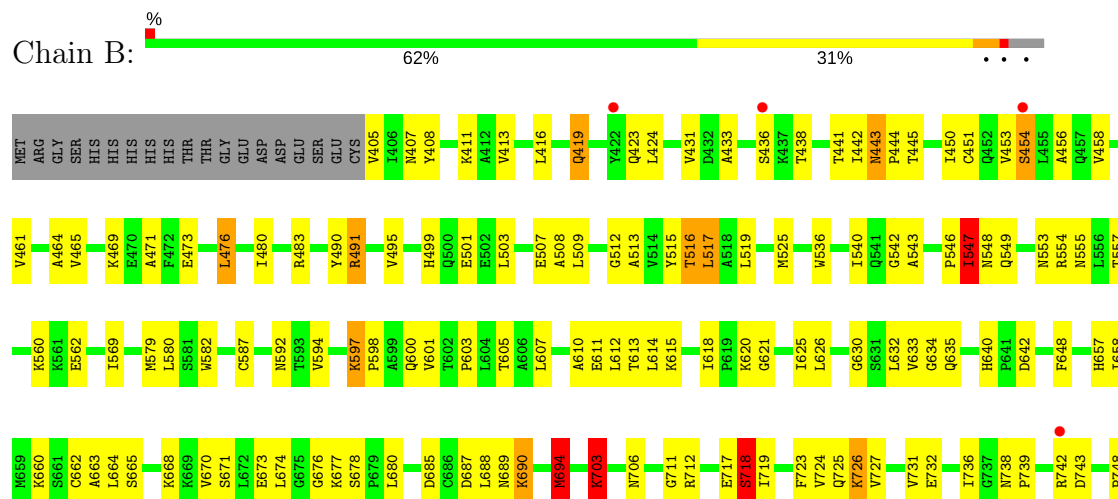 %
Chain B:
62% 31% • • •
MET ARG GLY SER HIS HIS HIS HIS HIS HIS THR THR GLY GLU ASP ASP GLU SER GLU CYS V405 I406 N407 Y408 K411 A412 V413 L416 Q419 Y422 Q423 L424 V431 D432 A433 S436 K437 T438 T441 I442 N443 P444 T445 I450 C451 Q452 V453 S454 L455 A456 Q457 V458
V461 A464 V465 K469 E470 A471 F472 E473 L476 I480 R483 Y490 R491 V495 H499 Q500 E501 E502 L503 E507 A508 L509 G512 A513 V514 Y515 T516 L517 A518 L519 M525 W536 I540 Q541 G542 A543 P546 I547 N548 Q549 N553 R554 N555 L556 T557
K560 K561 E562 I569 M579 L580 S581 W582 C587 N592 T593 V594 K597 P598 A599 Q600 V601 T602 P603 L604 T605 A606 L607 A610 E611 L612 T613 L614 K615 I618 P619 K620 G621 I625 L626 G630 S631 L632 V633 G634 Q635 H640 P641 D642 F648 H657 I658
M659 K660 S661 C662 A663 L664 S665 K668 K669 V670 S671 L672 E673 L674 G675 G676 K677 S678 P679 L680 D685 C686 D687 L688 N689 K690 M694 K703 N706 G711 R712 E717 S718 I719 F723 V724 Q725 K726 V727 V731 E732 I736 G737 N738 P739 R742 D743